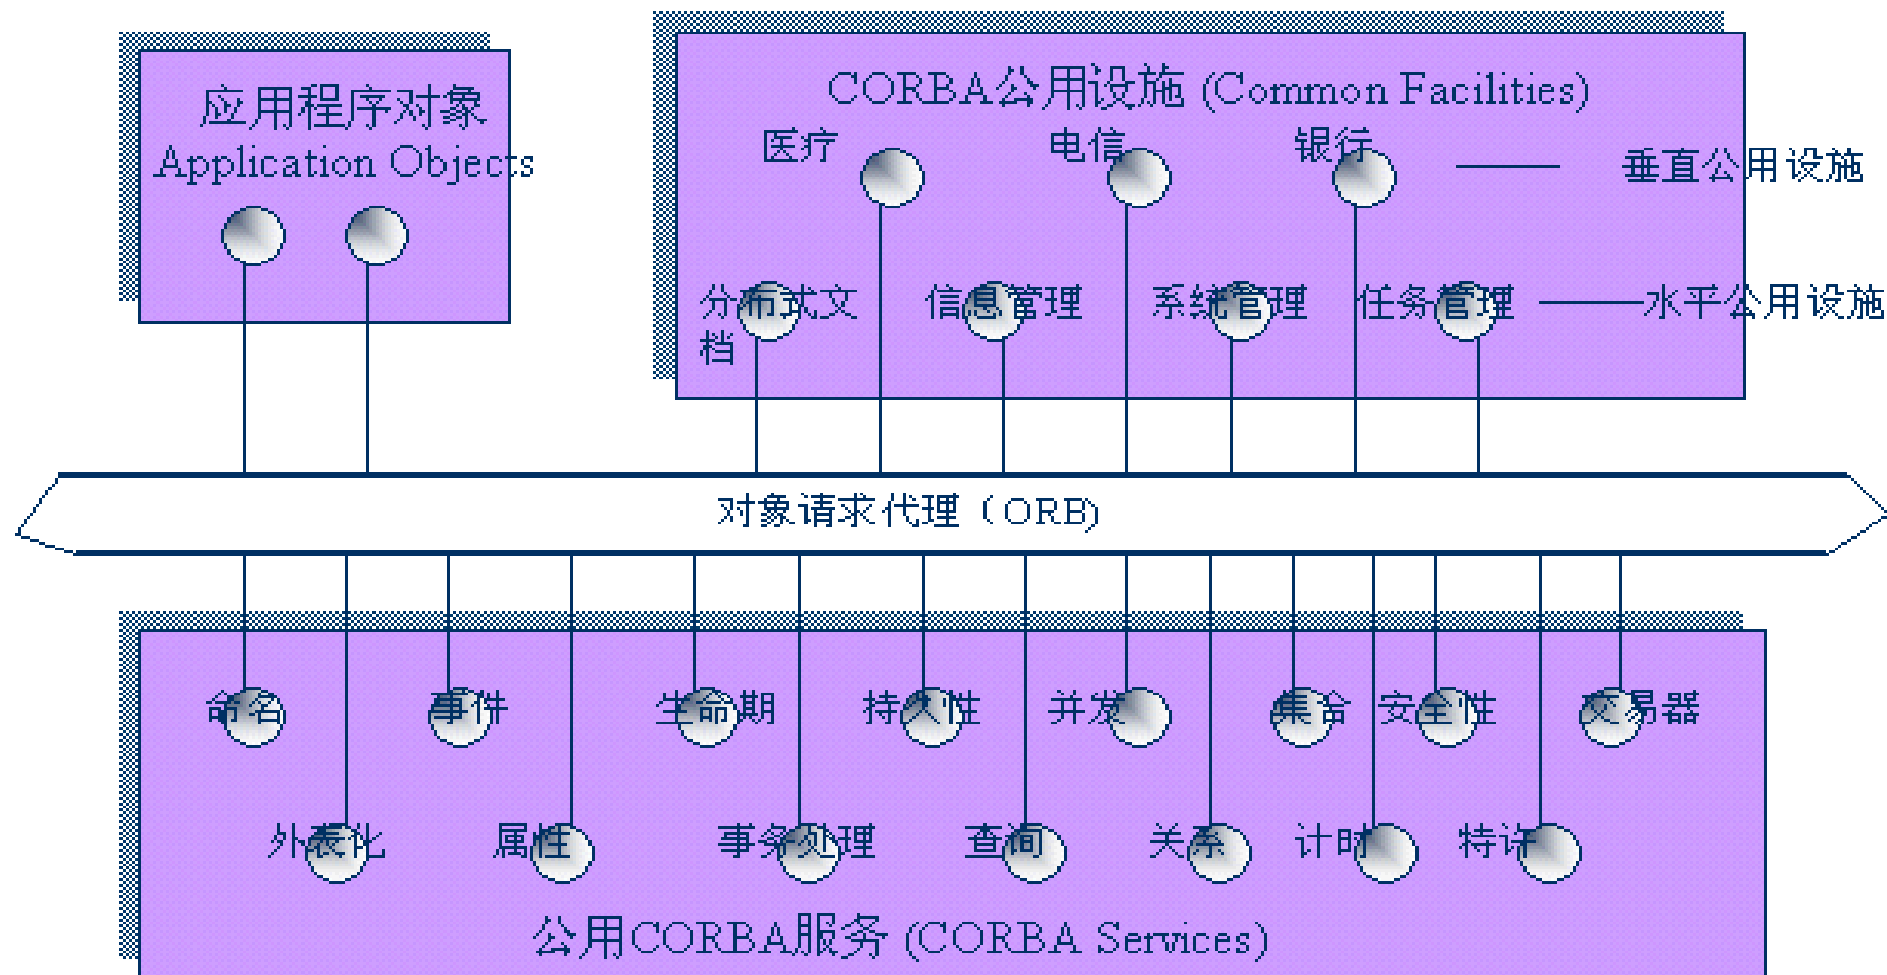 应用程序对象
Application Objects
CORBA公用设施 (Common Facilities)
医疗
电信
银行
垂直公用设施
分布式文
档
信息管理
系统管理
任务管理
水平公用设施
对象请求代理（ORB)
命名
事件
生命期
持久性
并发
集合
安全性
交易器
外表化
属性
事务处理
查询
关系
计时
特许
公用CORBA服务 (CORBA Services)